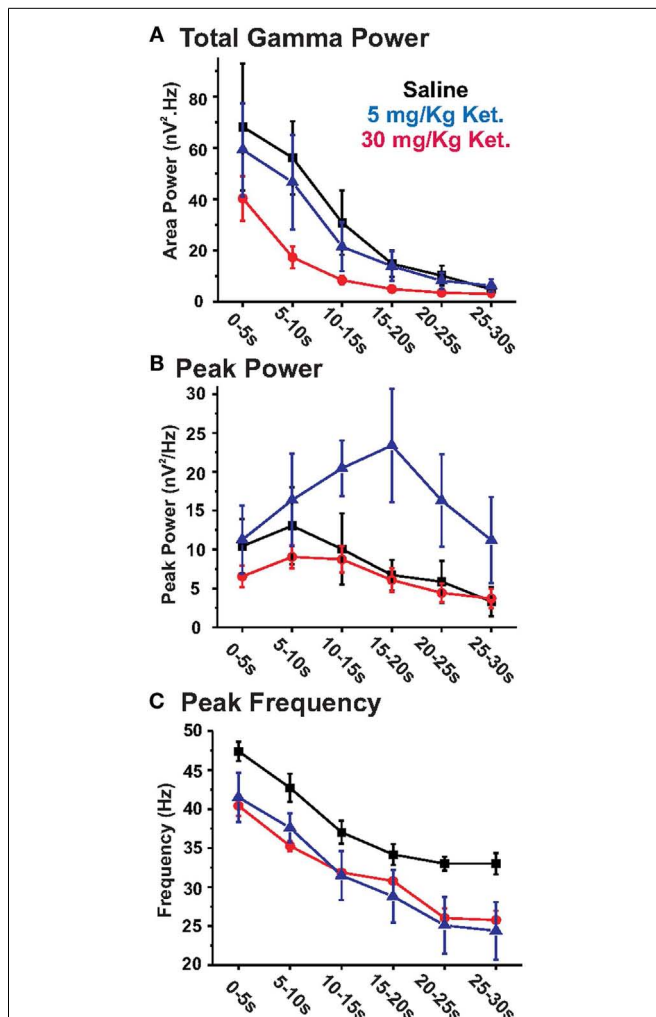 A Total Gamma Power
Saline
5 mg/Kg Ket.
30 mg/Kg Ket.
Area Power (nV².Hz)
80
60
40
20
0
0-5s
5-10s
10-15s
15-20s
20-25s
25-30s
B Peak Power
Peak Power (nV²/Hz)
30
25
20
15
10
5
0
0-5s
5-10s
10-15s
15-20s
20-25s
25-30s
C Peak Frequency
Frequency (Hz)
50
45
40
35
30
25
20
0-5s
5-10s
10-15s
15-20s
20-25s
25-30s